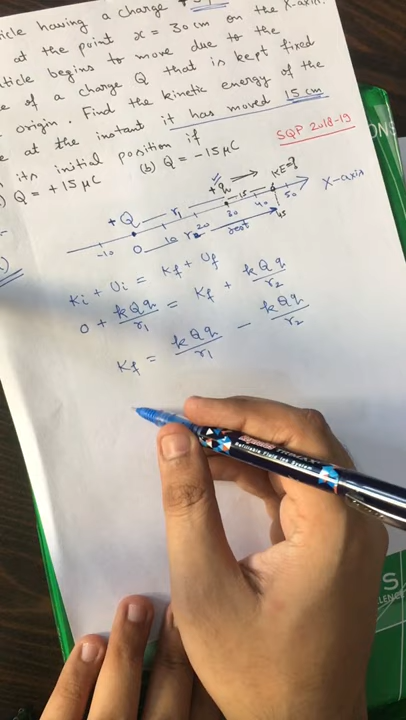 having a charge
at the point x = 30 cm on the X-axis.
begins to move due to the
of a charge Q that is kept fixed
origin. Find the kinetic energy of the
at the instant it has moved 15 cm
its initial position if
SQP 2018-19
Q = +15 μC (b) Q = -15 μC
+Q r₁ +q 15 KE=?
-10 0 10 20 30 40 50 X-axis
r₂ rest 45
Ki + Ui = Kf + Uf
0 + kQq/r₁ = Kf + kQq/r₂
Kf = kQq/r₁ - kQq/r₂